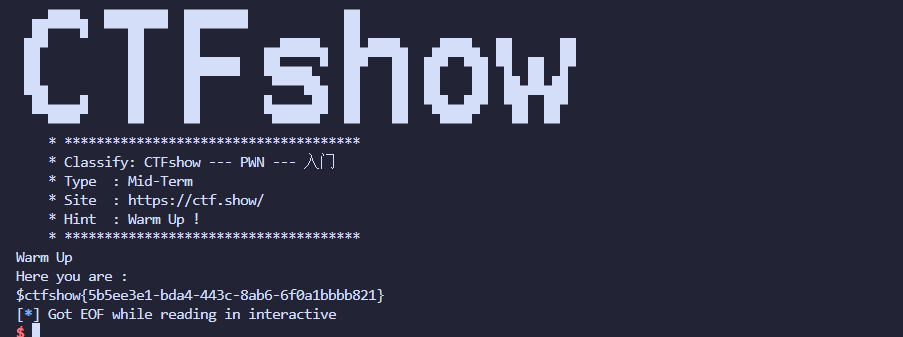 CTFshow
* *************************************
* Classify: CTFshow --- PWN --- 入门
* Type  : Mid-Term
* Site  : https://ctf.show/
* Hint  : Warm Up !
* *************************************
Warm Up
Here you are :
$ctfshow{5b5ee3e1-bda4-443c-8ab6-6f0a1bbbb821}
[*] Got EOF while reading in interactive
$